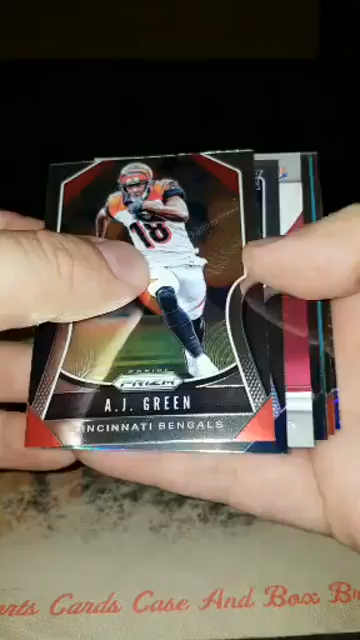 18
PANINI
PRIZM
A.J. GREEN
CINCINNATI BENGALS
Cards Case And Box